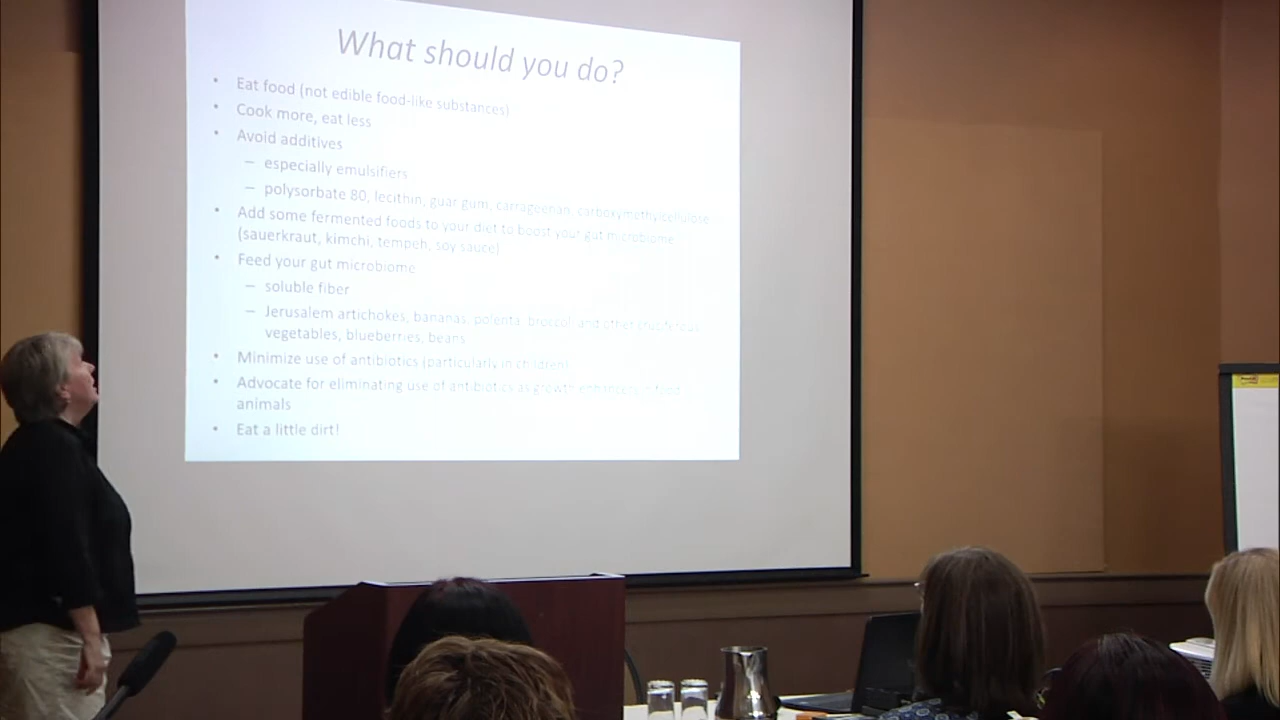 What should you do?
• Eat food (not edible food-like substances)
• Cook more, eat less
• Avoid additives
– especially emulsifiers
– polysorbate 80, lecithin, guar gum, carrageenan, carboxymethylcellulose
• Add some fermented foods to your diet to boost your gut microbiome
(sauerkraut, kimchi, tempeh, soy sauce)
• Feed your gut microbiome
– soluble fiber
– Jerusalem artichokes, bananas, polenta, broccoli and other cruciferous
vegetables, blueberries, beans
• Minimize use of antibiotics (particularly in children)
• Advocate for eliminating use of antibiotics as growth enhancers in food
animals
• Eat a little dirt!